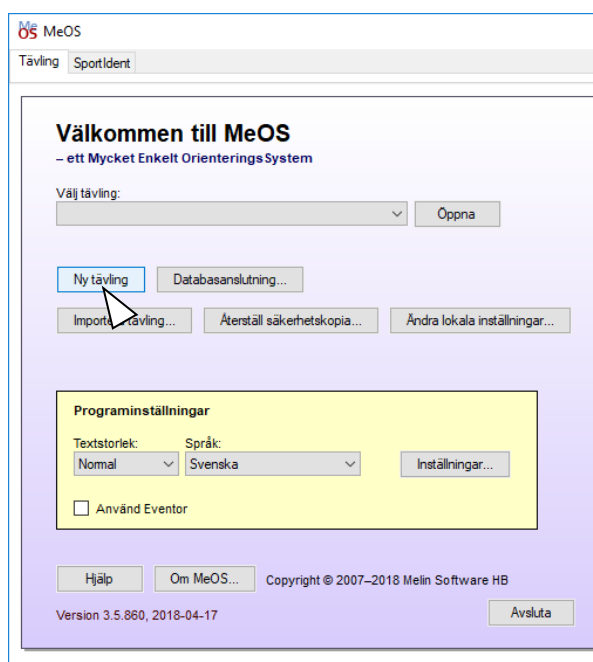 MeOS MeOS
Tävling SportIdent
Välkommen till MeOS
– ett Mycket Enkelt OrienteringsSystem
Välj tävling:
Öppna
Ny tävling Databasanslutning...
Importera tävling... Återställ säkerhetskopia... Ändra lokala inställningar...
Programinställningar
Textstorlek: Språk:
Normal Svenska Inställningar...
Använd Eventor
Hjälp Om MeOS... Copyright © 2007–2018 Melin Software HB
Version 3.5.860, 2018-04-17 Avsluta